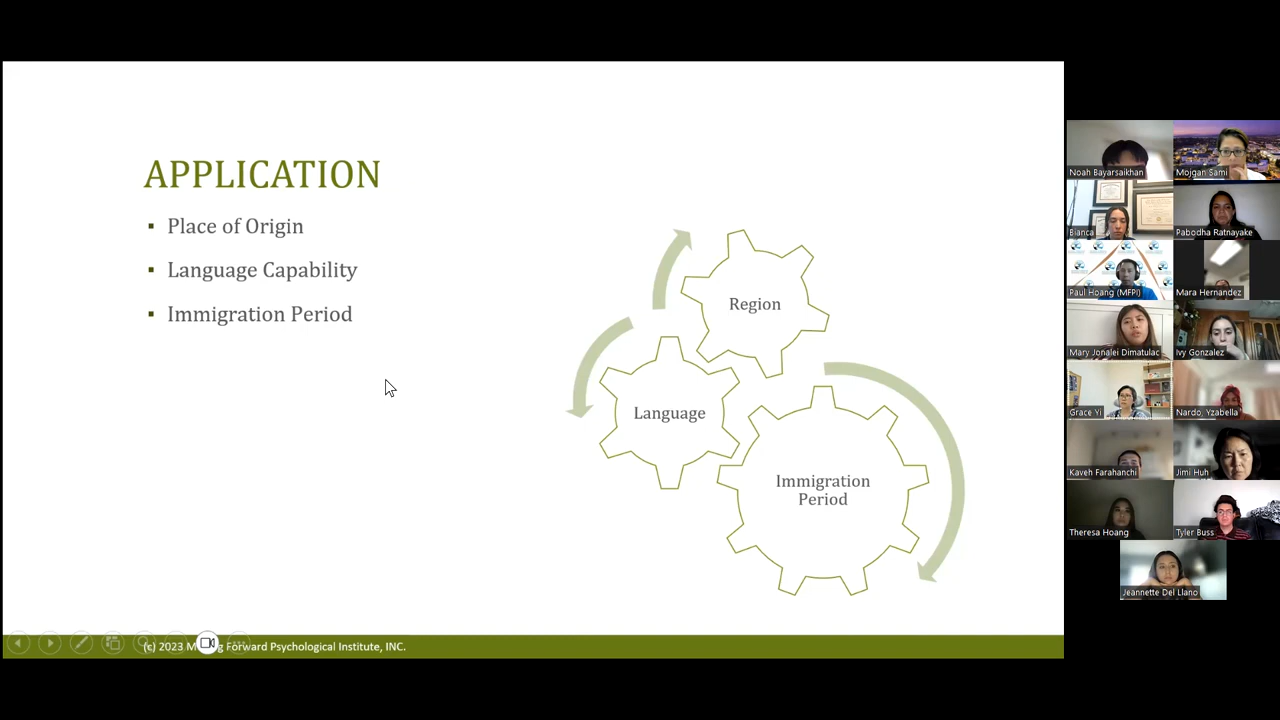 APPLICATION
Place of Origin
Language Capability
Immigration Period
Region
Language
Immigration
Period
(c) 2023 M g Forward Psychological Institute, INC.
Noah Bayarsaikhan
Mojgan Sami
Bianca
Pabodha Ratnayake
Paul Hoang (MFPI)
Mara Hernandez
Mary Jonalei Dimatulac
Ivy Gonzalez
Grace Yi
Nardo, Yzabella
Kaveh Farahanchi
Jimi Huh
Theresa Hoang
Tyler Buss
Jeannette Del Llano